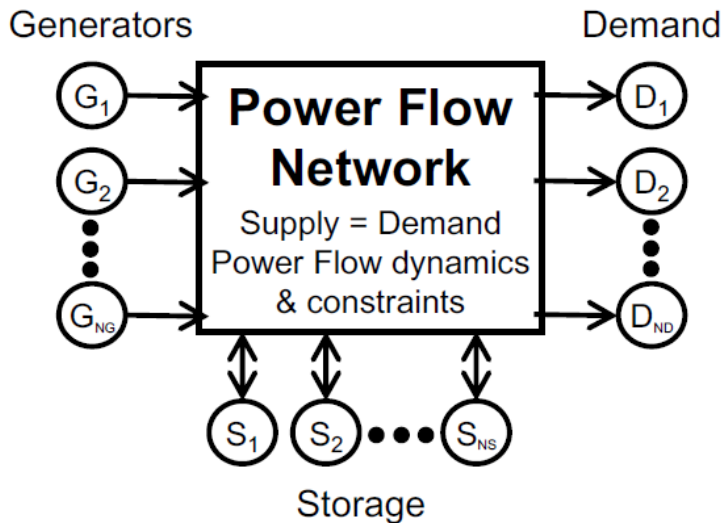 Generators
Demand
G1
Power Flow
Network
D1
G2
Supply = Demand
Power Flow dynamics
& constraints
D2
GNG
DND
S1
S2
SNS
Storage